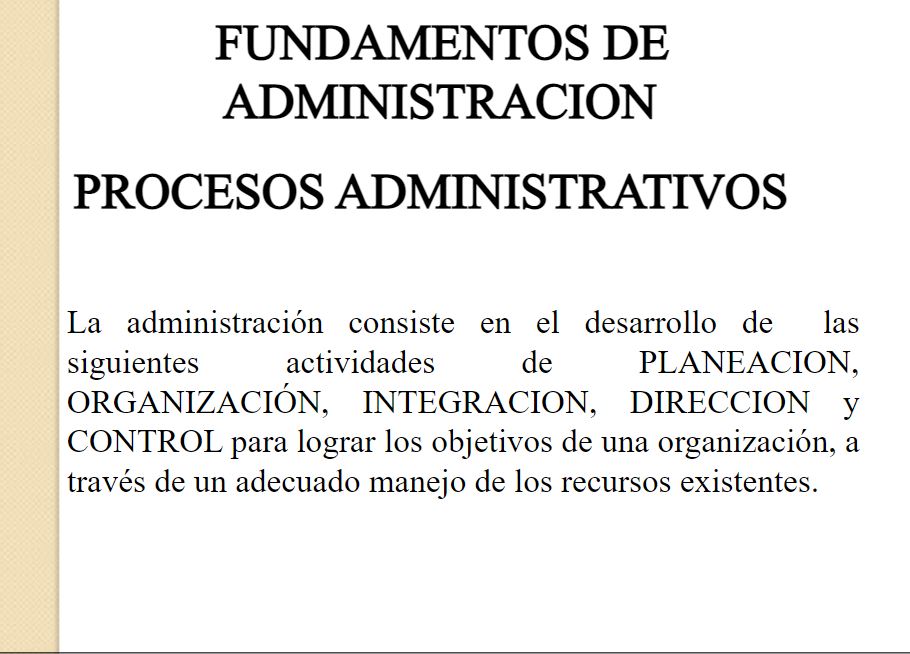 FUNDAMENTOS DE
ADMINISTRACION
PROCESOS ADMINISTRATIVOS
La administración consiste en el desarrollo de las
siguientes actividades de PLANEACION,
ORGANIZACIÓN, INTEGRACION, DIRECCION y
CONTROL para lograr los objetivos de una organización, a
través de un adecuado manejo de los recursos existentes.